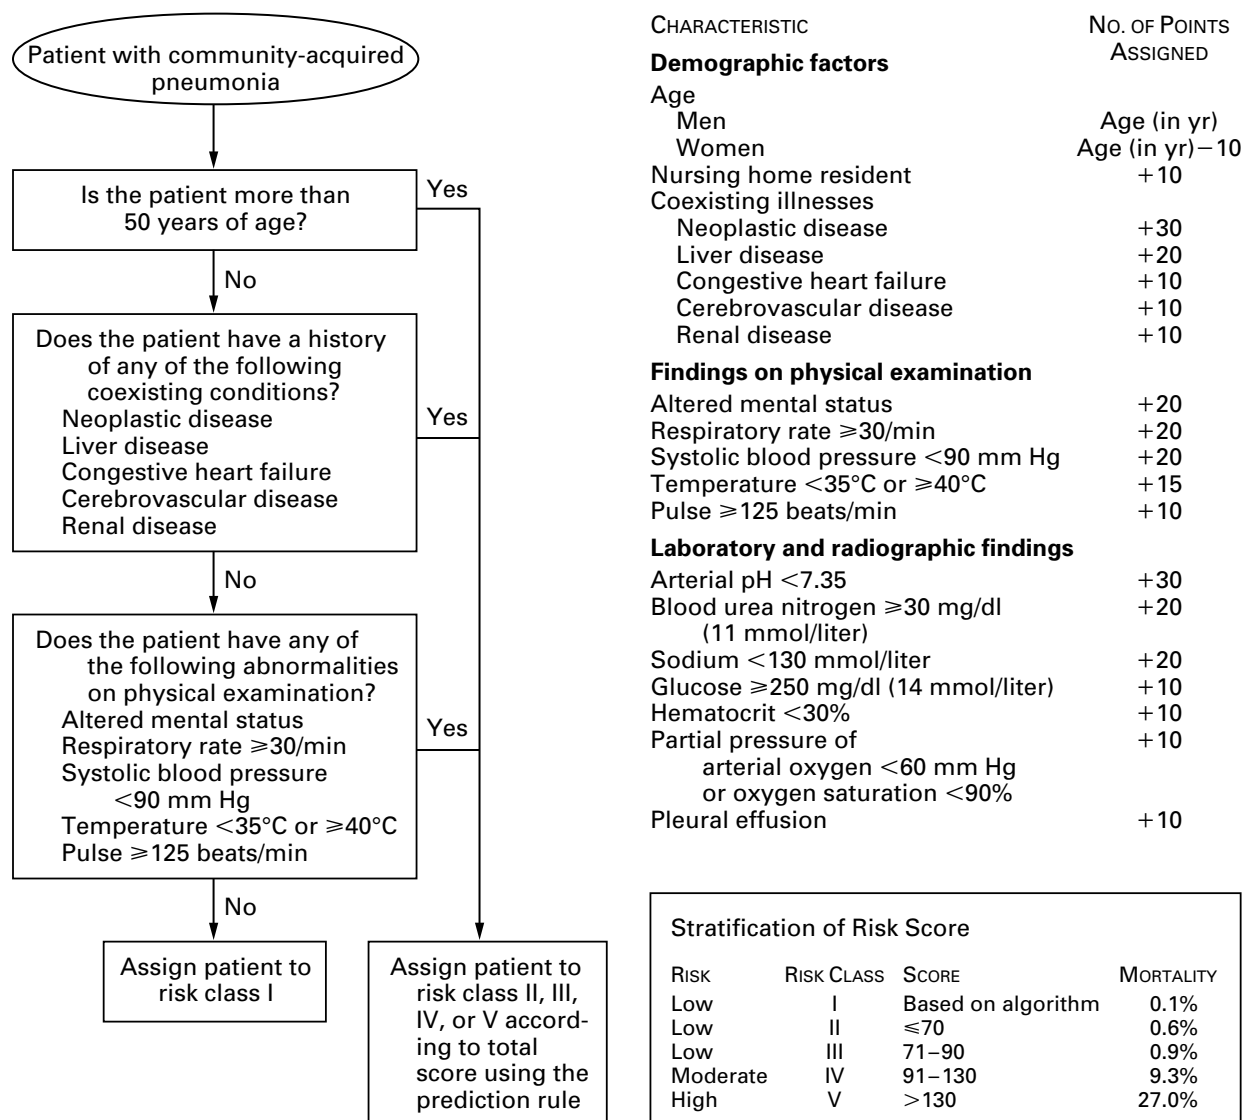 Patient with community-acquired
pneumonia
Is the patient more than
50 years of age?
Yes
No
Does the patient have a history
of any of the following
coexisting conditions?
Neoplastic disease
Liver disease
Congestive heart failure
Cerebrovascular disease
Renal disease
Yes
No
Does the patient have any of
the following abnormalities
on physical examination?
Altered mental status
Respiratory rate ⩾30/min
Systolic blood pressure
<90 mm Hg
Temperature <35°C or ⩾40°C
Pulse ⩾125 beats/min
Yes
No
Assign patient to
risk class I
Assign patient to
risk class II, III,
IV, or V accord-
ing to total
score using the
prediction rule
CHARACTERISTIC NO. OF POINTS
ASSIGNED
Demographic factors
Age
Men Age (in yr)
Women Age (in yr)−10
Nursing home resident +10
Coexisting illnesses
Neoplastic disease +30
Liver disease +20
Congestive heart failure +10
Cerebrovascular disease +10
Renal disease +10
Findings on physical examination
Altered mental status +20
Respiratory rate ⩾30/min +20
Systolic blood pressure <90 mm Hg +20
Temperature <35°C or ⩾40°C +15
Pulse ⩾125 beats/min +10
Laboratory and radiographic findings
Arterial pH <7.35 +30
Blood urea nitrogen ⩾30 mg/dl +20
(11 mmol/liter)
Sodium <130 mmol/liter +20
Glucose ⩾250 mg/dl (14 mmol/liter) +10
Hematocrit <30% +10
Partial pressure of +10
arterial oxygen <60 mm Hg
or oxygen saturation <90%
Pleural effusion +10
Stratification of Risk Score
RISK RISK CLASS SCORE MORTALITY
Low I Based on algorithm 0.1%
Low II ⩽70 0.6%
Low III 71–90 0.9%
Moderate IV 91–130 9.3%
High V >130 27.0%